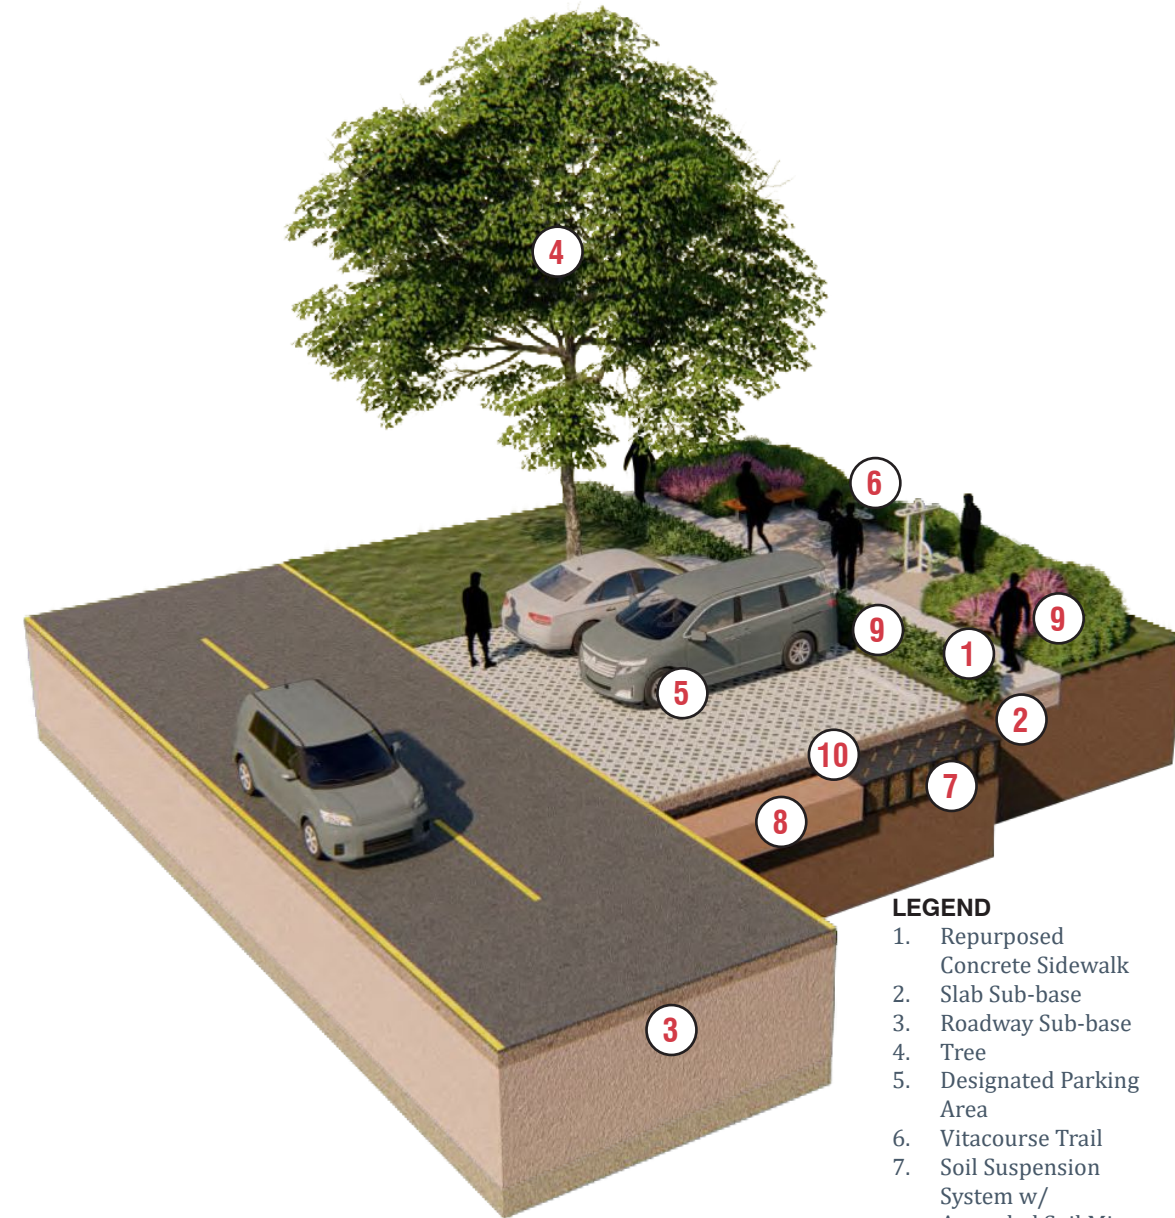 4
6
9
9
1
5
2
10
7
8
3
LEGEND
1. Repurposed
Concrete Sidewalk
2. Slab Sub-base
3. Roadway Sub-base
4. Tree
5. Designated Parking
Area
6. Vitacourse Trail
7. Soil Suspension
System w/